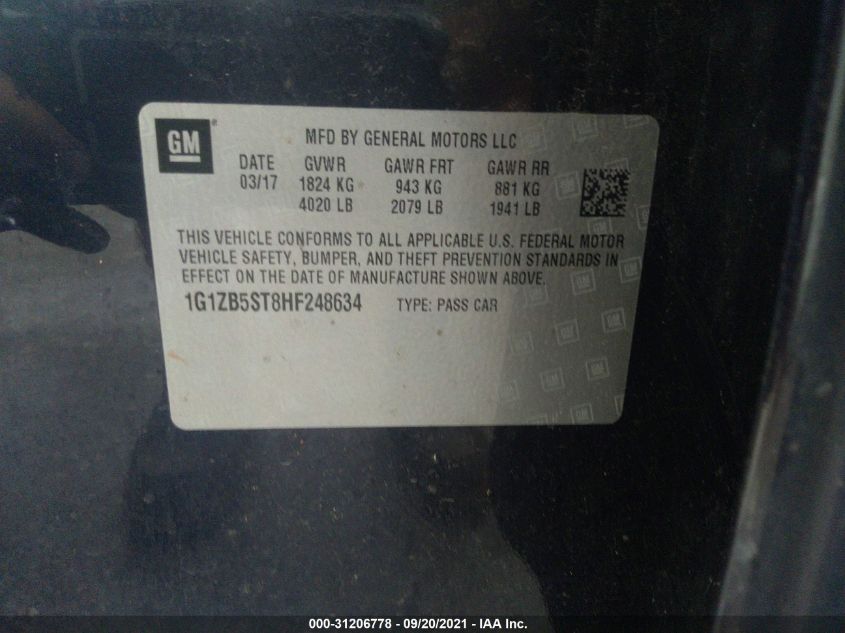 GM
MFD BY GENERAL MOTORS LLC
DATE GVWR GAWR FRT GAWR RR
03/17 1824 KG 943 KG 881 KG
4020 LB 2079 LB 1941 LB
THIS VEHICLE CONFORMS TO ALL APPLICABLE U.S. FEDERAL MOTOR
VEHICLE SAFETY, BUMPER, AND THEFT PREVENTION STANDARDS IN
EFFECT ON THE DATE OF MANUFACTURE SHOWN ABOVE.
1G1ZB5ST8HF248634 TYPE: PASS CAR
000-31206778 - 09/20/2021 - IAA Inc.